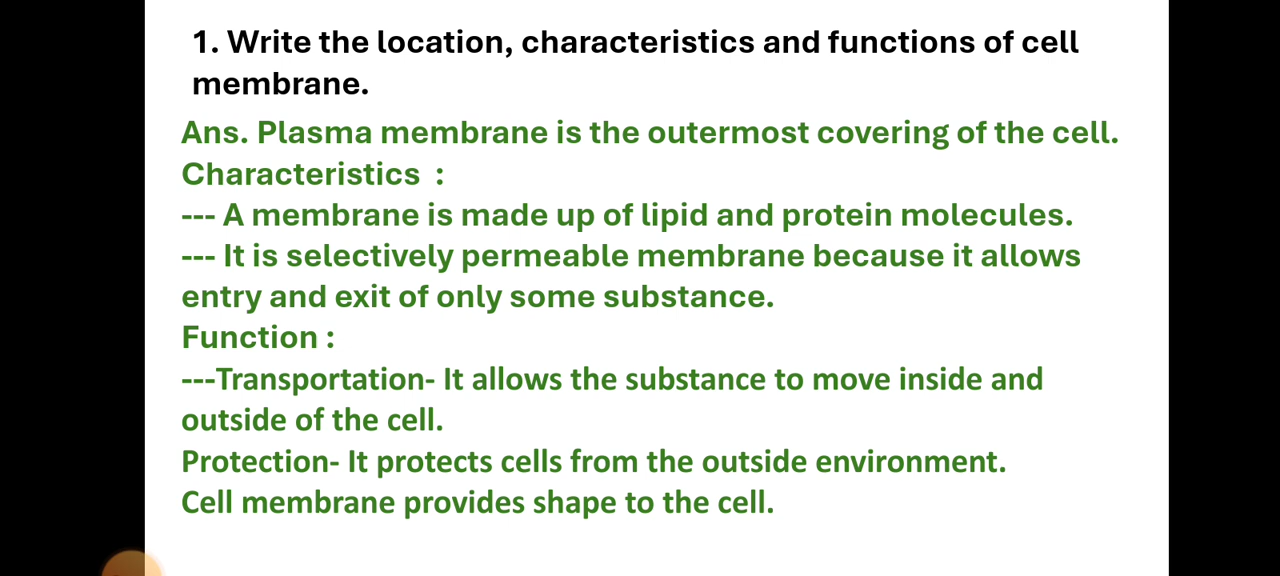 1. Write the location, characteristics and functions of cell
membrane.
Ans. Plasma membrane is the outermost covering of the cell.
Characteristics  :
--- A membrane is made up of lipid and protein molecules.
--- It is selectively permeable membrane because it allows
entry and exit of only some substance.
Function :
---Transportation- It allows the substance to move inside and
outside of the cell.
Protection- It protects cells from the outside environment.
Cell membrane provides shape to the cell.